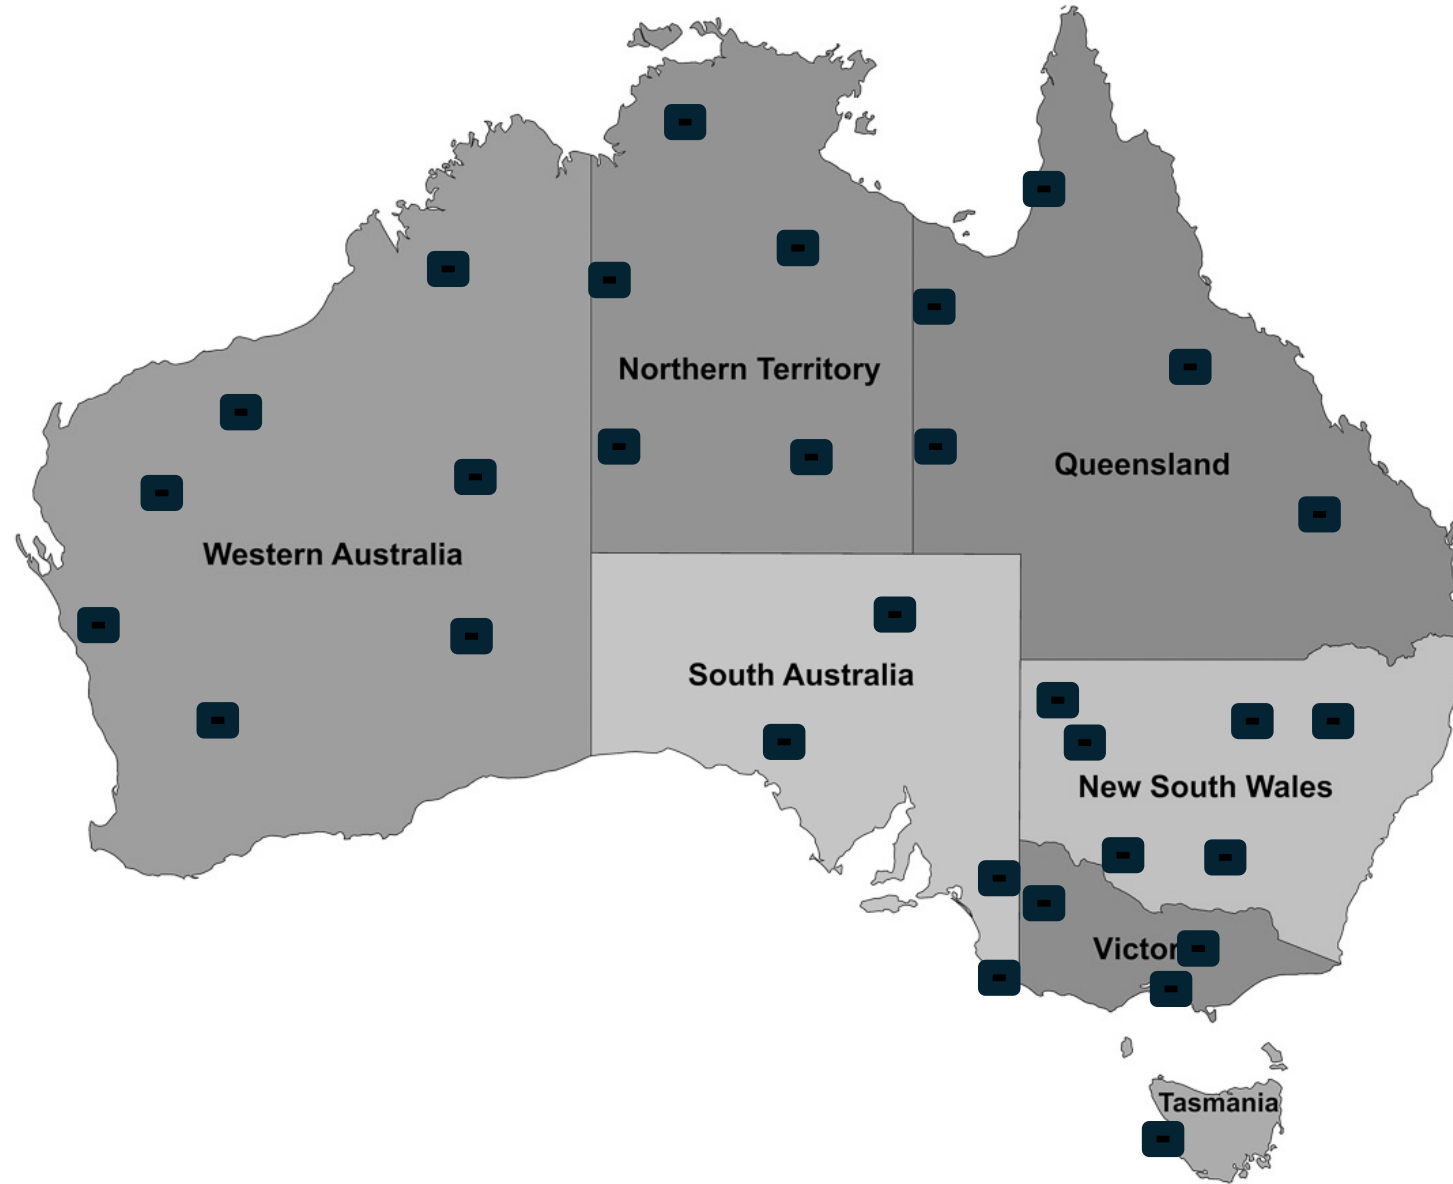 Northern Territory
Queensland
Western Australia
South Australia
New South Wales
Victor
Tasmania